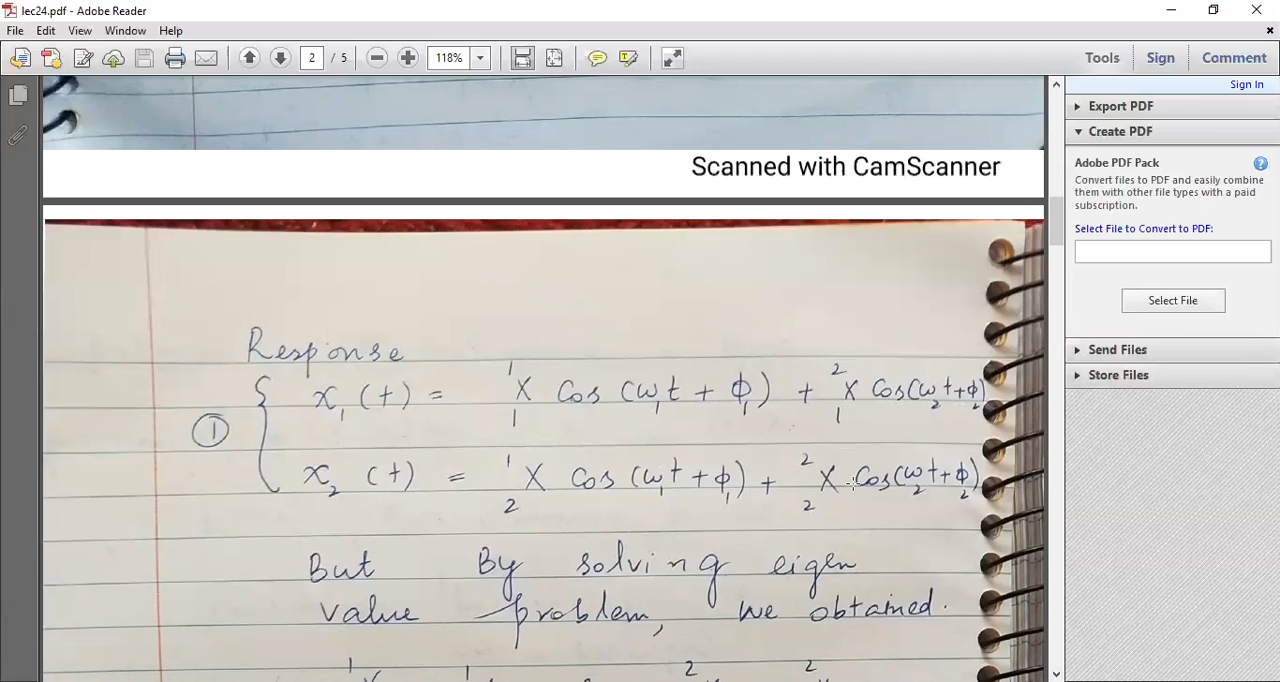 lec24.pdf - Adobe Reader
File Edit View Window Help
2 / 5 118% Tools Sign Comment
Sign In
Export PDF
Create PDF
Adobe PDF Pack
Convert files to PDF and easily combine
them with other file types with a paid
subscription.
Select File to Convert to PDF:
Select File
Send Files
Store Files
Scanned with CamScanner
Response
① { x₁(t) = ¹₁X Cos(ω₁t + ϕ₁) + ²₁X Cos(ω₂t+ϕ₂)
x₂(t) = ¹₂X Cos(ω₁t + ϕ₁) + ²₂X Cos(ω₂t+ϕ₂)
But By solving eigen
value problem, we obtained.